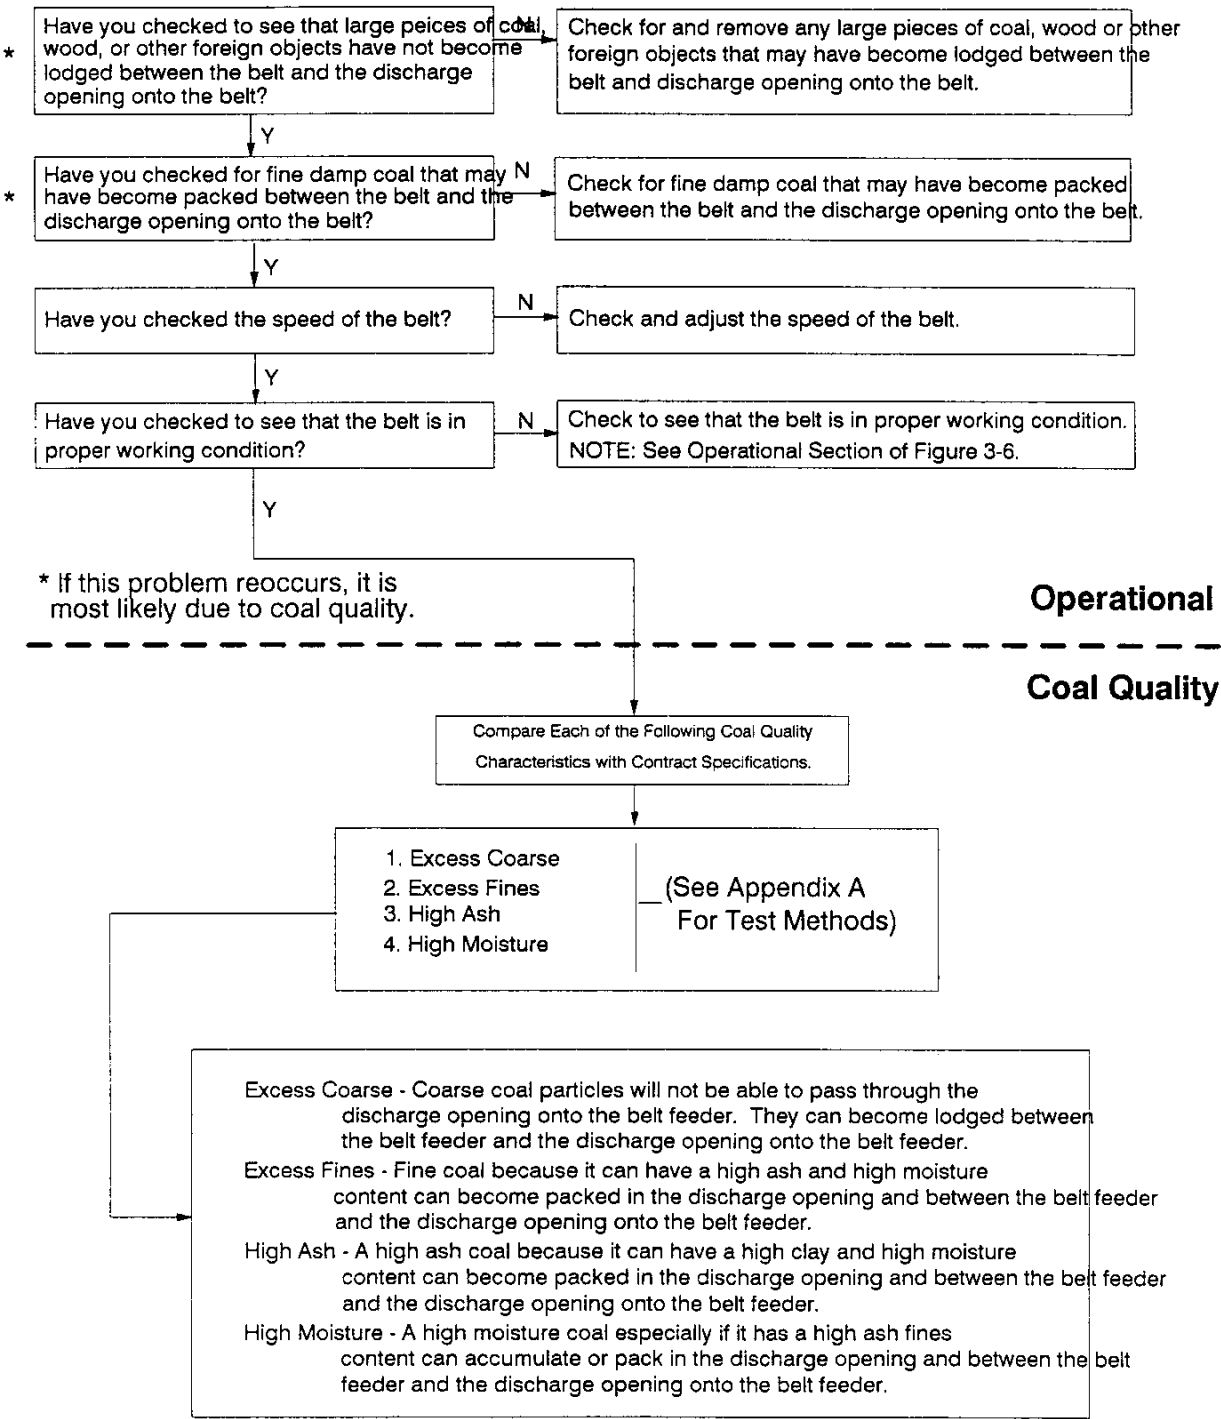 Have you checked to see that large peices of coal,
* wood, or other foreign objects have not become
lodged between the belt and the discharge
opening onto the belt?
N
Check for and remove any large pieces of coal, wood or other
foreign objects that may have become lodged between the
belt and discharge opening onto the belt.
Y
Have you checked for fine damp coal that may
* have become packed between the belt and the
discharge opening onto the belt?
N
Check for fine damp coal that may have become packed
between the belt and the discharge opening onto the belt.
Y
Have you checked the speed of the belt?
N
Check and adjust the speed of the belt.
Y
Have you checked to see that the belt is in
proper working condition?
N
Check to see that the belt is in proper working condition.
NOTE: See Operational Section of Figure 3-6.
Y
* If this problem reoccurs, it is
most likely due to coal quality.
Operational
Coal Quality
Compare Each of the Following Coal Quality
Characteristics with Contract Specifications.
1. Excess Coarse
2. Excess Fines
3. High Ash
4. High Moisture
(See Appendix A
For Test Methods)
Excess Coarse - Coarse coal particles will not be able to pass through the
discharge opening onto the belt feeder. They can become lodged between
the belt feeder and the discharge opening onto the belt feeder.
Excess Fines - Fine coal because it can have a high ash and high moisture
content can become packed in the discharge opening and between the belt feeder
and the discharge opening onto the belt feeder.
High Ash - A high ash coal because it can have a high clay and high moisture
content can become packed in the discharge opening and between the belt feeder
and the discharge opening onto the belt feeder.
High Moisture - A high moisture coal especially if it has a high ash fines
content can accumulate or pack in the discharge opening and between the belt
feeder and the discharge opening onto the belt feeder.